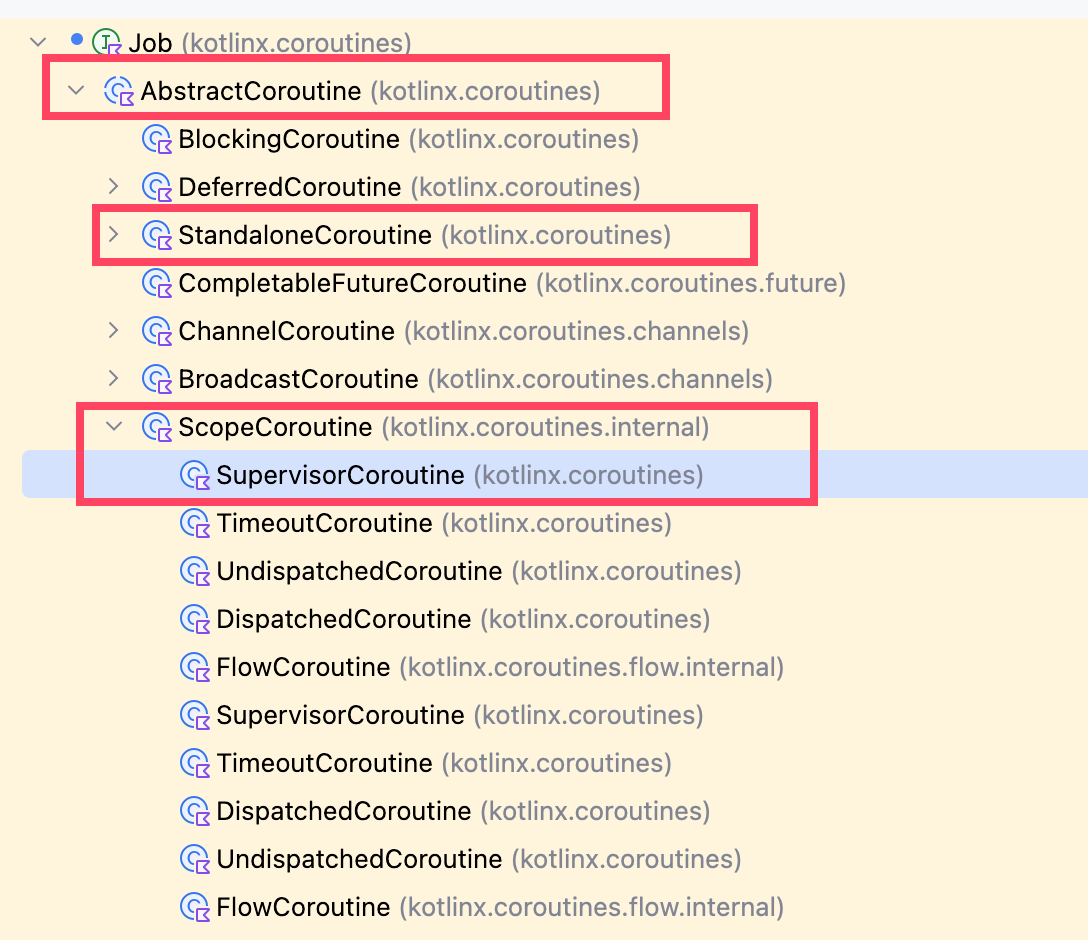 Job (kotlinx.coroutines)
AbstractCoroutine (kotlinx.coroutines)
BlockingCoroutine (kotlinx.coroutines)
DeferredCoroutine (kotlinx.coroutines)
StandaloneCoroutine (kotlinx.coroutines)
CompletableFutureCoroutine (kotlinx.coroutines.future)
ChannelCoroutine (kotlinx.coroutines.channels)
BroadcastCoroutine (kotlinx.coroutines.channels)
ScopeCoroutine (kotlinx.coroutines.internal)
SupervisorCoroutine (kotlinx.coroutines)
TimeoutCoroutine (kotlinx.coroutines)
UndispatchedCoroutine (kotlinx.coroutines)
DispatchedCoroutine (kotlinx.coroutines)
FlowCoroutine (kotlinx.coroutines.flow.internal)
SupervisorCoroutine (kotlinx.coroutines)
TimeoutCoroutine (kotlinx.coroutines)
DispatchedCoroutine (kotlinx.coroutines)
UndispatchedCoroutine (kotlinx.coroutines)
FlowCoroutine (kotlinx.coroutines.flow.internal)